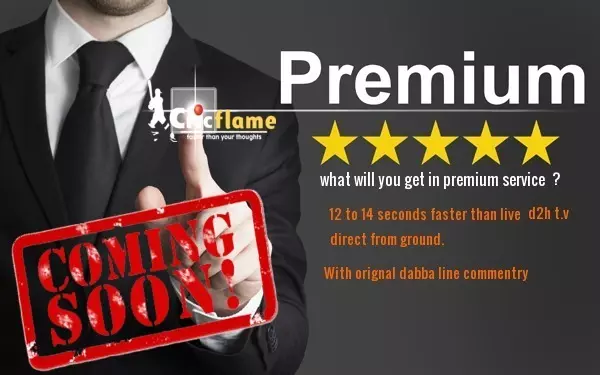 Premium
Clicflame
faster than your thoughts
what will you get in premium service ?
12 to 14 seconds faster than live d2h t.v
direct from ground,
With orignal dabba line commentry
COMING
SOON!